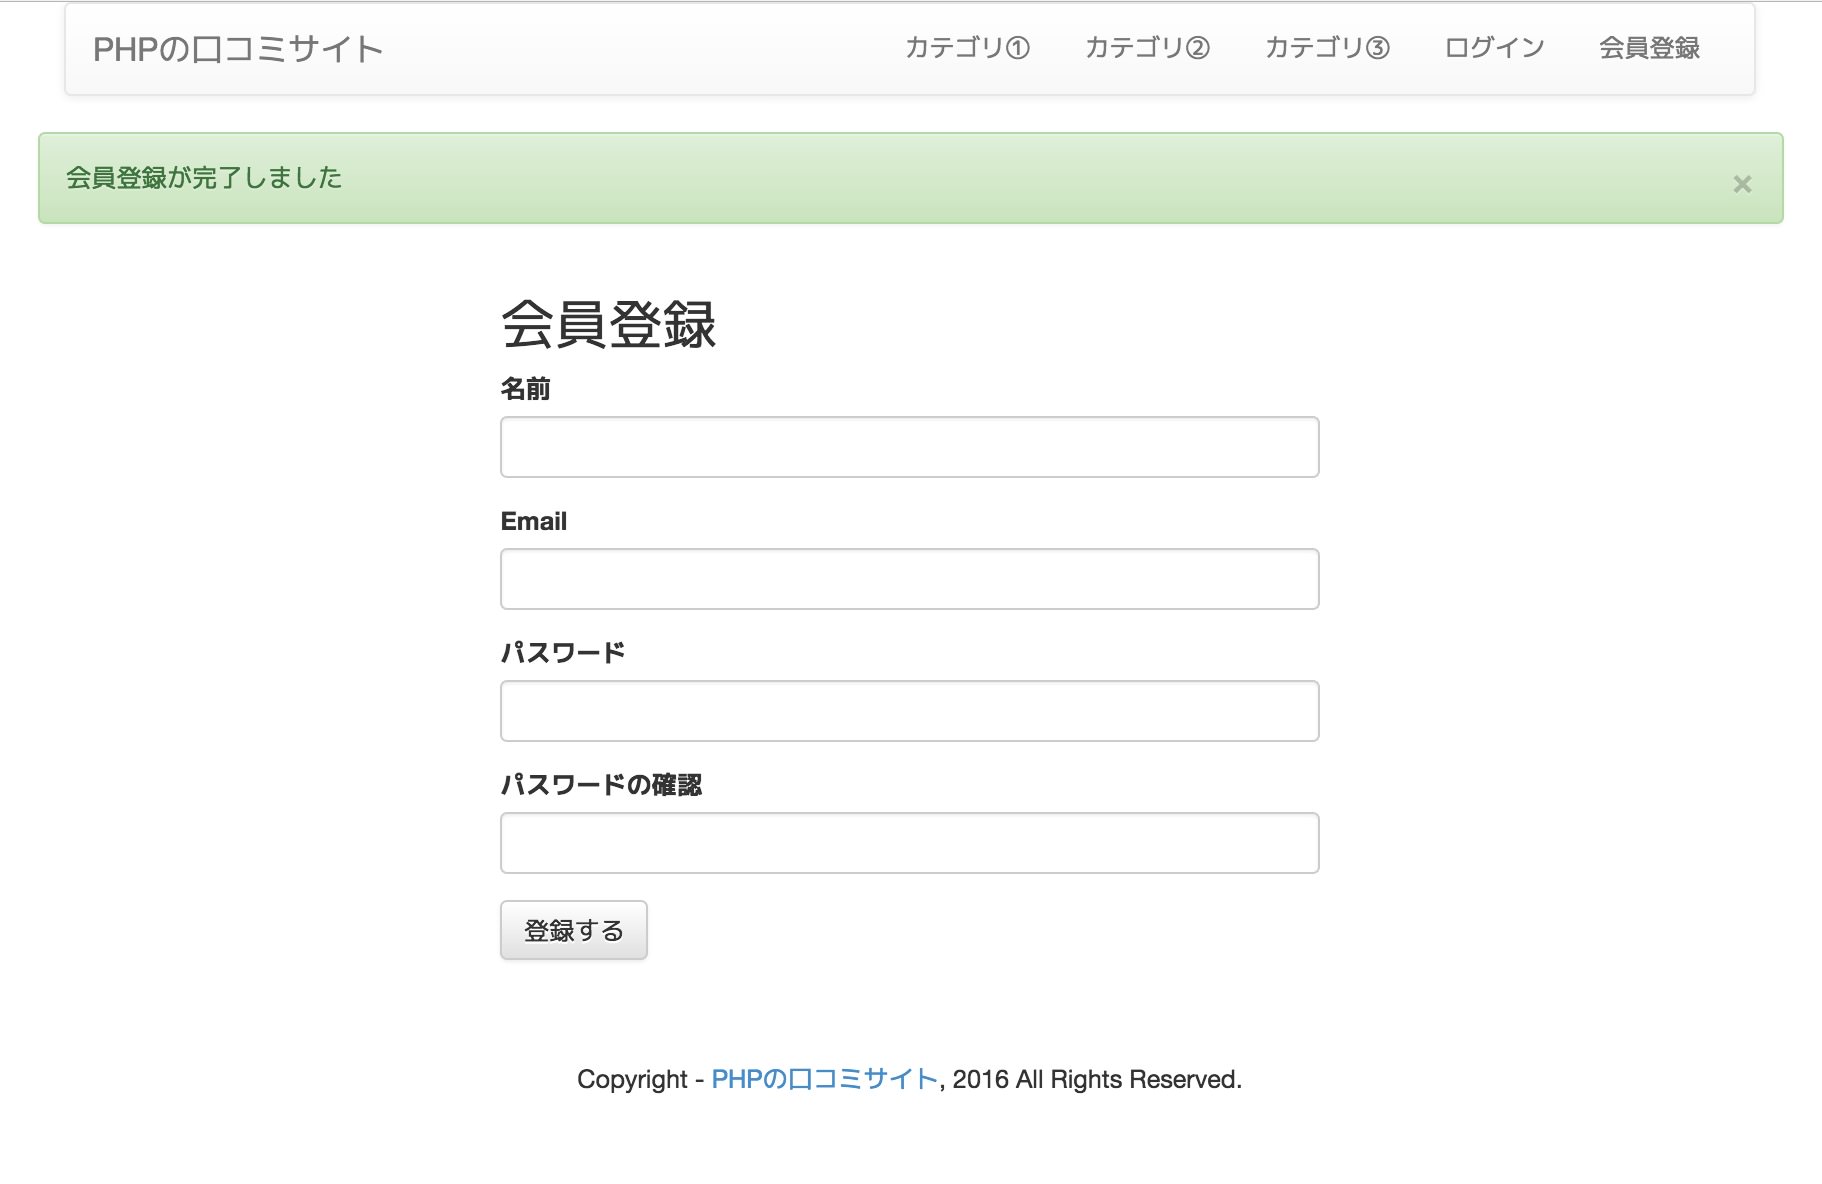 PHPの口コミサイト カテゴリ① カテゴリ② カテゴリ③ ログイン 会員登録
会員登録が完了しました ×
会員登録
名前
Email
パスワード
パスワードの確認
登録する
Copyright - PHPの口コミサイト, 2016 All Rights Reserved.